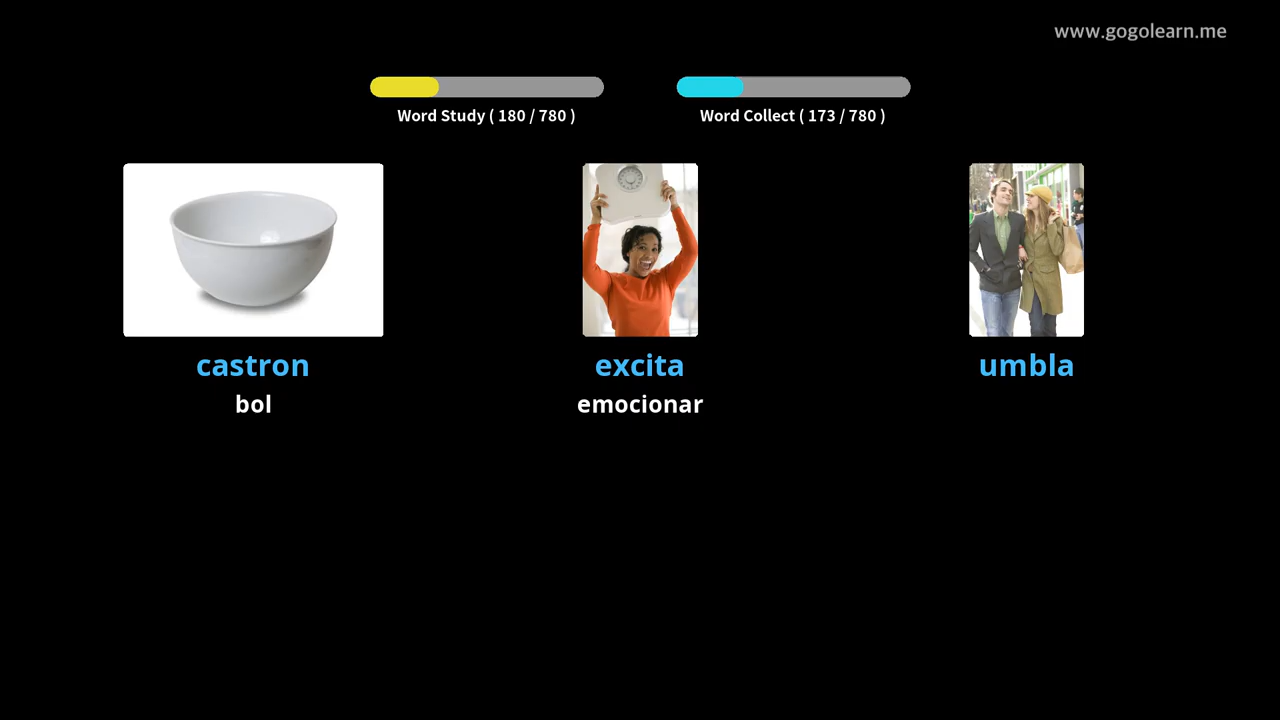 www.gogolearn.me
Word Study ( 180 / 780 )
Word Collect ( 173 / 780 )
castron
excita
umbla
bol
emocionar